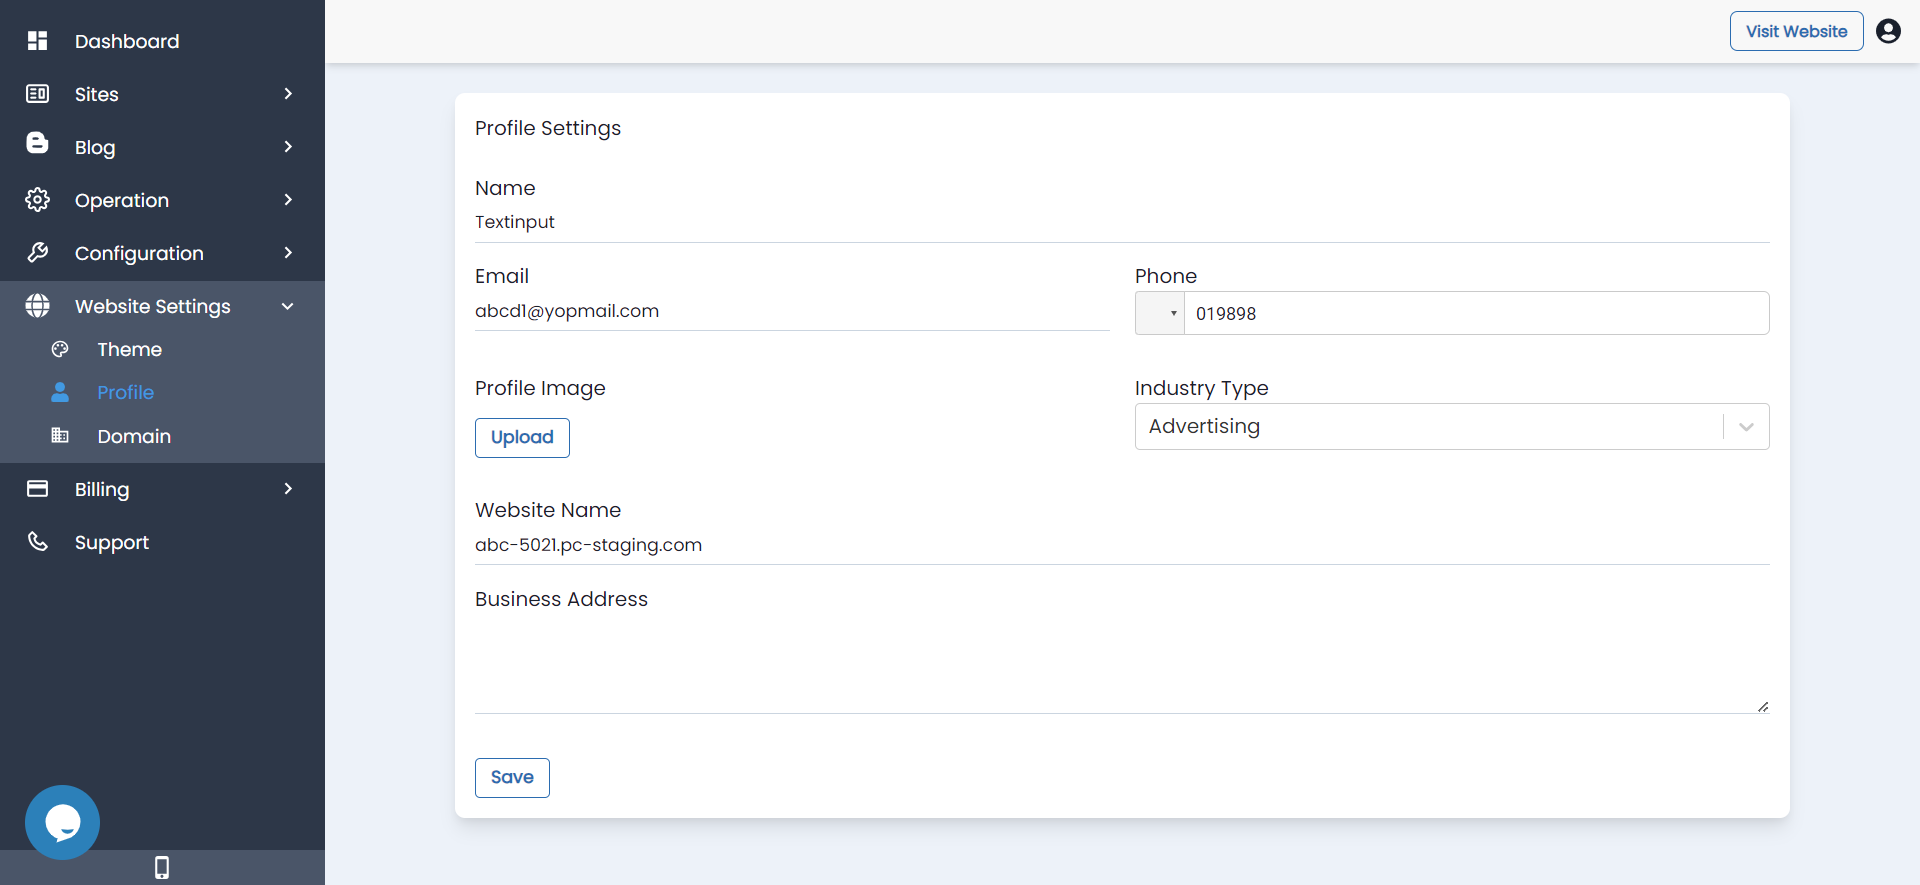 Dashboard
Sites
Blog
Operation
Configuration
Website Settings
Theme
Profile
Domain
Billing
Support
Visit Website
Profile Settings
Name
Textinput
Email
abcd1@yopmail.com
Phone
019898
Profile Image
Upload
Industry Type
Advertising
Website Name
abc-5021.pc-staging.com
Business Address
Save